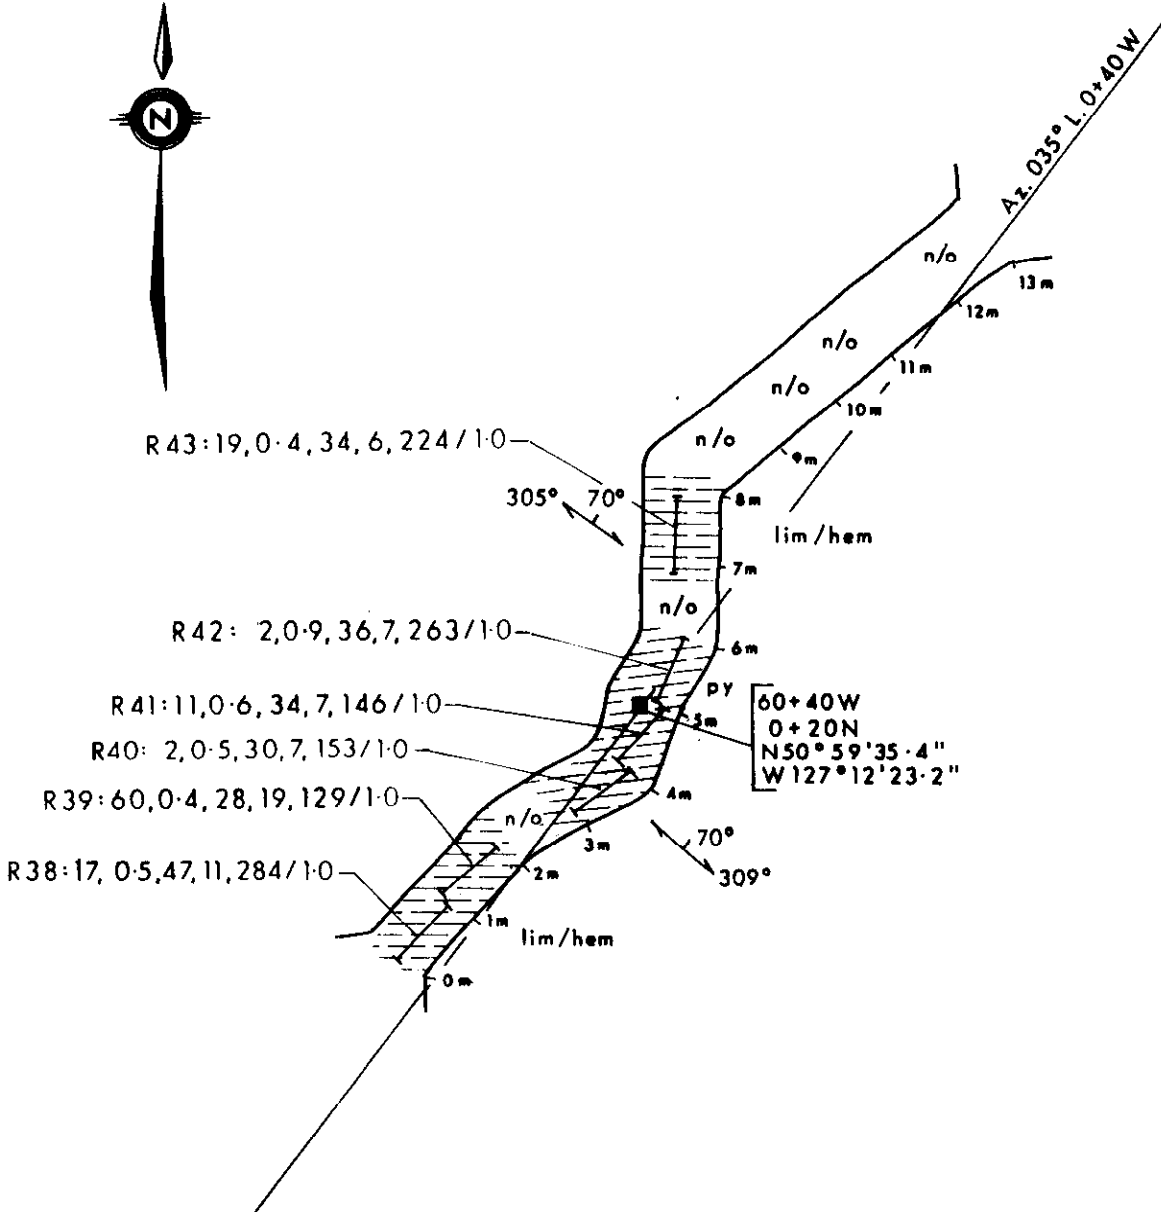 N
Az. 035° L. 0+40W
n/o
13m
12m
n/o
11m
n/o
10m
R43:19,0·4,34,6,224/1·0
n/o
9m
305° 70°
8m
lim/hem
7m
n/o
R42: 2,0·9,36,7,263/1·0
6m
py
R41:11,0·6,34,7,146/1·0
5m
60+40W
0+20N
N50°59'35·4"
W127°12'23·2"
R40: 2,0·5,30,7,153/1·0
R39:60,0·4,28,19,129/1·0
4m
n/o
3m
70°
309°
R38:17,0·5,47,11,284/1·0
2m
1m
lim/hem
0m